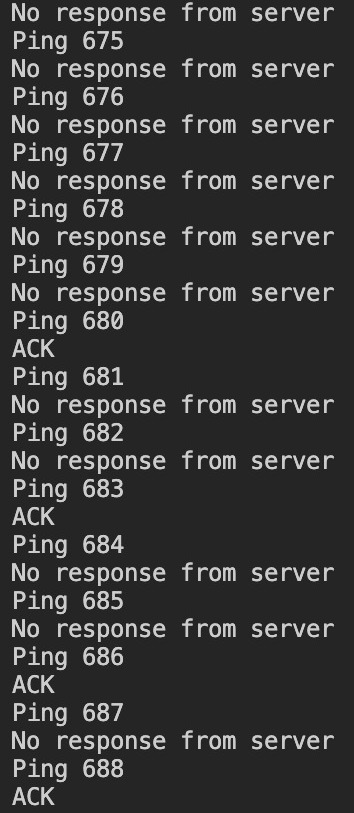 No response from server
Ping 675
No response from server
Ping 676
No response from server
Ping 677
No response from server
Ping 678
No response from server
Ping 679
No response from server
Ping 680
ACK
Ping 681
No response from server
Ping 682
No response from server
Ping 683
ACK
Ping 684
No response from server
Ping 685
No response from server
Ping 686
ACK
Ping 687
No response from server
Ping 688
ACK